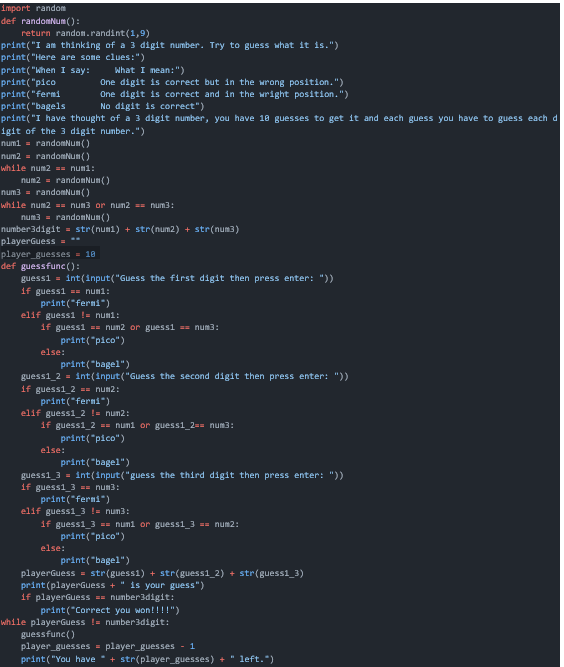 import random
def randomNum():
    return random.randint(1,9)
print("I am thinking of a 3 digit number. Try to guess what it is.")
print("Here are some clues:")
print("When I say:     What I mean:")
print("pico         One digit is correct but in the wrong position.")
print("fermi        One digit is correct and in the wright position.")
print("bagels       No digit is correct")
print("I have thought of a 3 digit number, you have 10 guesses to get it and each guess you have to guess each d
igit of the 3 digit number.")
num1 = randomNum()
num2 = randomNum()
while num2 == num1:
    num2 = randomNum()
num3 = randomNum()
while num2 == num3 or num2 == num3:
    num3 = randomNum()
number3digit = str(num1) + str(num2) + str(num3)
playerGuess = ""
player_guesses = 10
def guessfunc():
    guess1 = int(input("Guess the first digit then press enter: "))
    if guess1 == num1:
        print("fermi")
    elif guess1 != num1:
        if guess1 == num2 or guess1 == num3:
            print("pico")
        else:
            print("bagel")
    guess1_2 = int(input("Guess the second digit then press enter: "))
    if guess1_2 == num2:
        print("fermi")
    elif guess1_2 != num2:
        if guess1_2 == num1 or guess1_2== num3:
            print("pico")
        else:
            print("bagel")
    guess1_3 = int(input("guess the third digit then press enter: "))
    if guess1_3 == num3:
        print("fermi")
    elif guess1_3 != num3:
        if guess1_3 == num1 or guess1_3 == num2:
            print("pico")
        else:
            print("bagel")
    playerGuess = str(guess1) + str(guess1_2) + str(guess1_3)
    print(playerGuess + " is your guess")
    if playerGuess == number3digit:
        print("Correct you won!!!!")
while playerGuess != number3digit:
    guessfunc()
    player_guesses = player_guesses - 1
    print("You have " + str(player_guesses) + " left.")